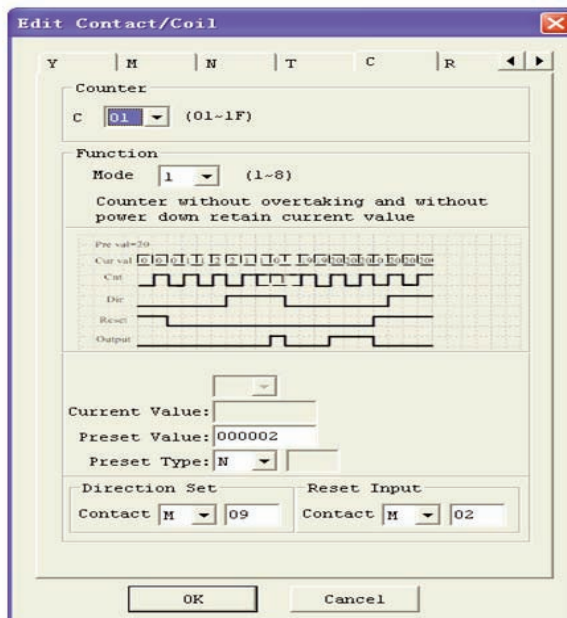 Edit Contact/Coil
Y M N T C R
Counter
C 01 (01~1F)
Function
Mode 1 (1~8)
Counter without overtaking and without
power down retain current value
Pre val=20
Cur val
Cnt
Dir
Reset
Output
Current Value:
Preset Value: 000002
Preset Type: N
Direction Set
Contact M 09
Reset Input
Contact M 02
OK Cancel